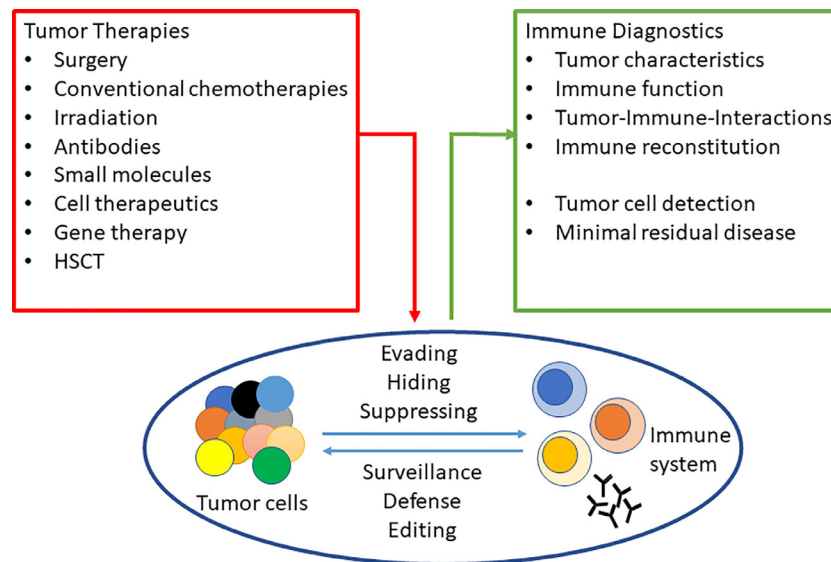 Tumor Therapies
• Surgery
• Conventional chemotherapies
• Irradiation
• Antibodies
• Small molecules
• Cell therapeutics
• Gene therapy
• HSCT
Immune Diagnostics
• Tumor characteristics
• Immune function
• Tumor-Immune-Interactions
• Immune reconstitution
• Tumor cell detection
• Minimal residual disease
Evading
Hiding
Suppressing
Surveillance
Defense
Editing
Tumor cells
Immune
system